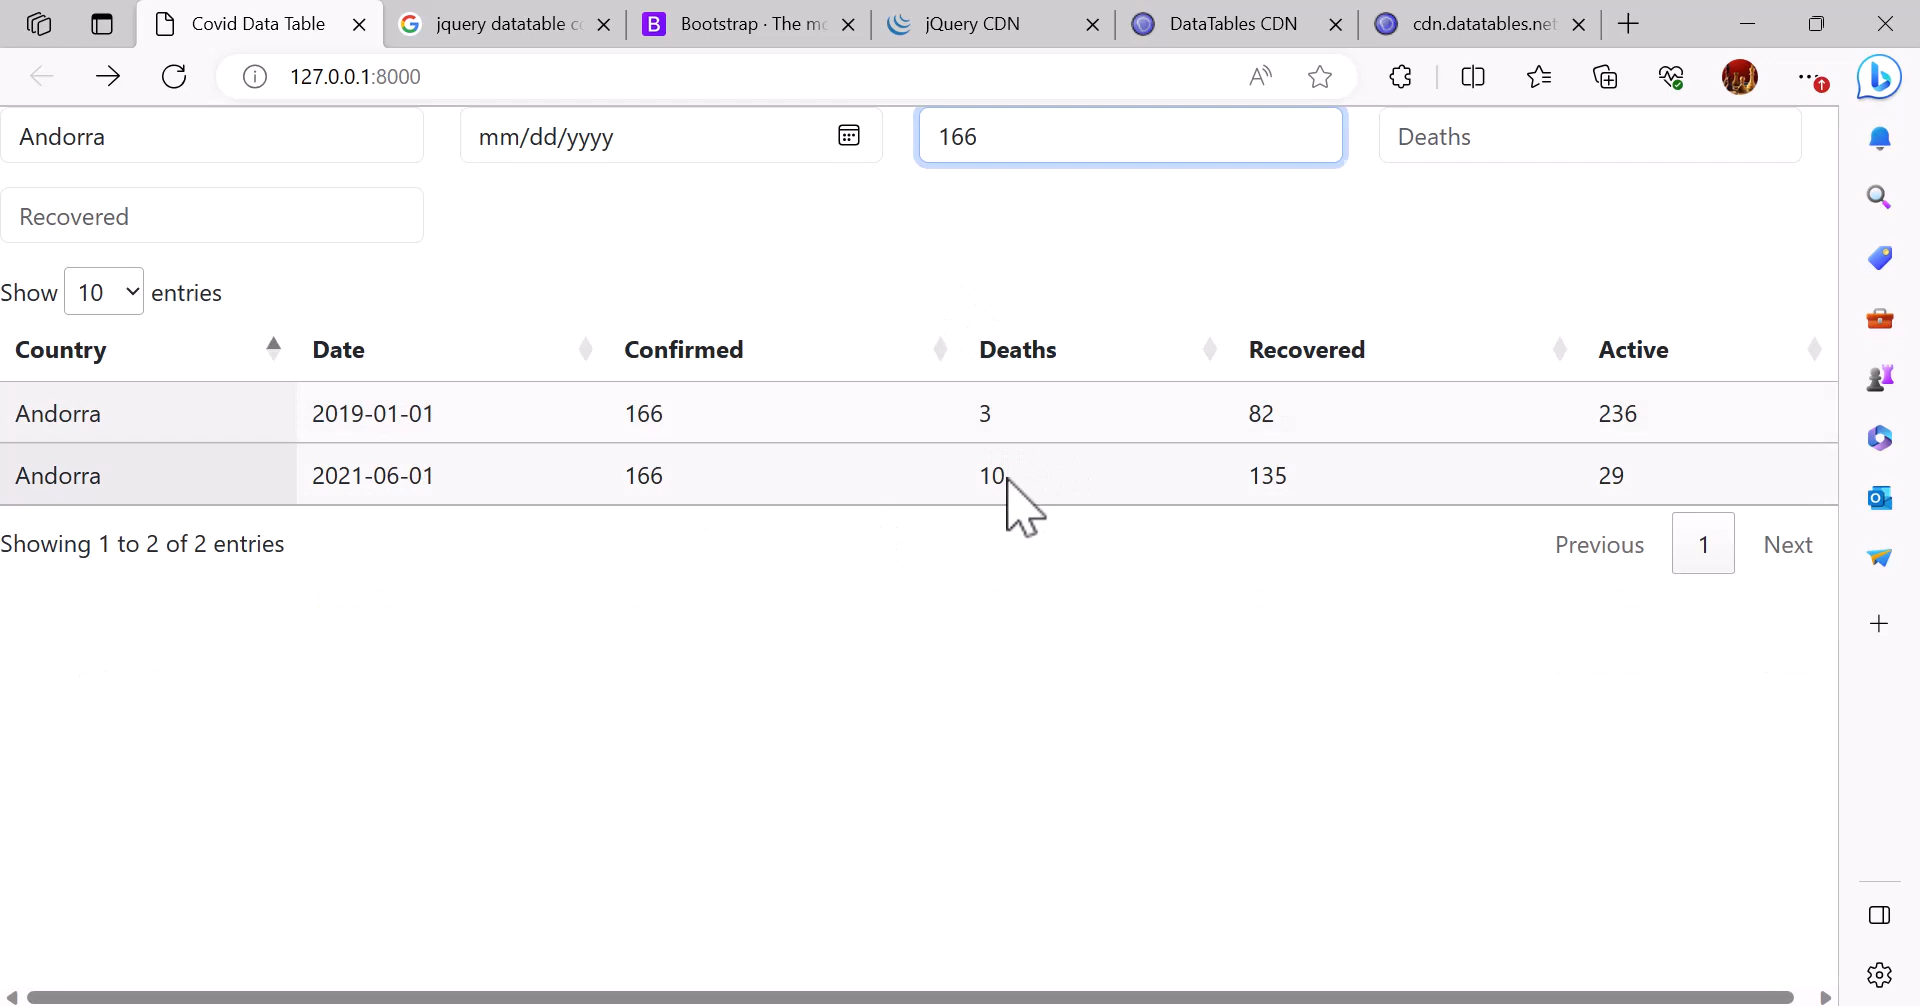 Covid Data Table
jquery datatable c
Bootstrap · The mo
jQuery CDN
DataTables CDN
cdn.datatables.net
127.0.0.1:8000
Andorra
mm/dd/yyyy
166
Deaths
Recovered
Show 10 entries
Country Date Confirmed Deaths Recovered Active
Andorra 2019-01-01 166 3 82 236
Andorra 2021-06-01 166 10 135 29
Showing 1 to 2 of 2 entries
Previous 1 Next